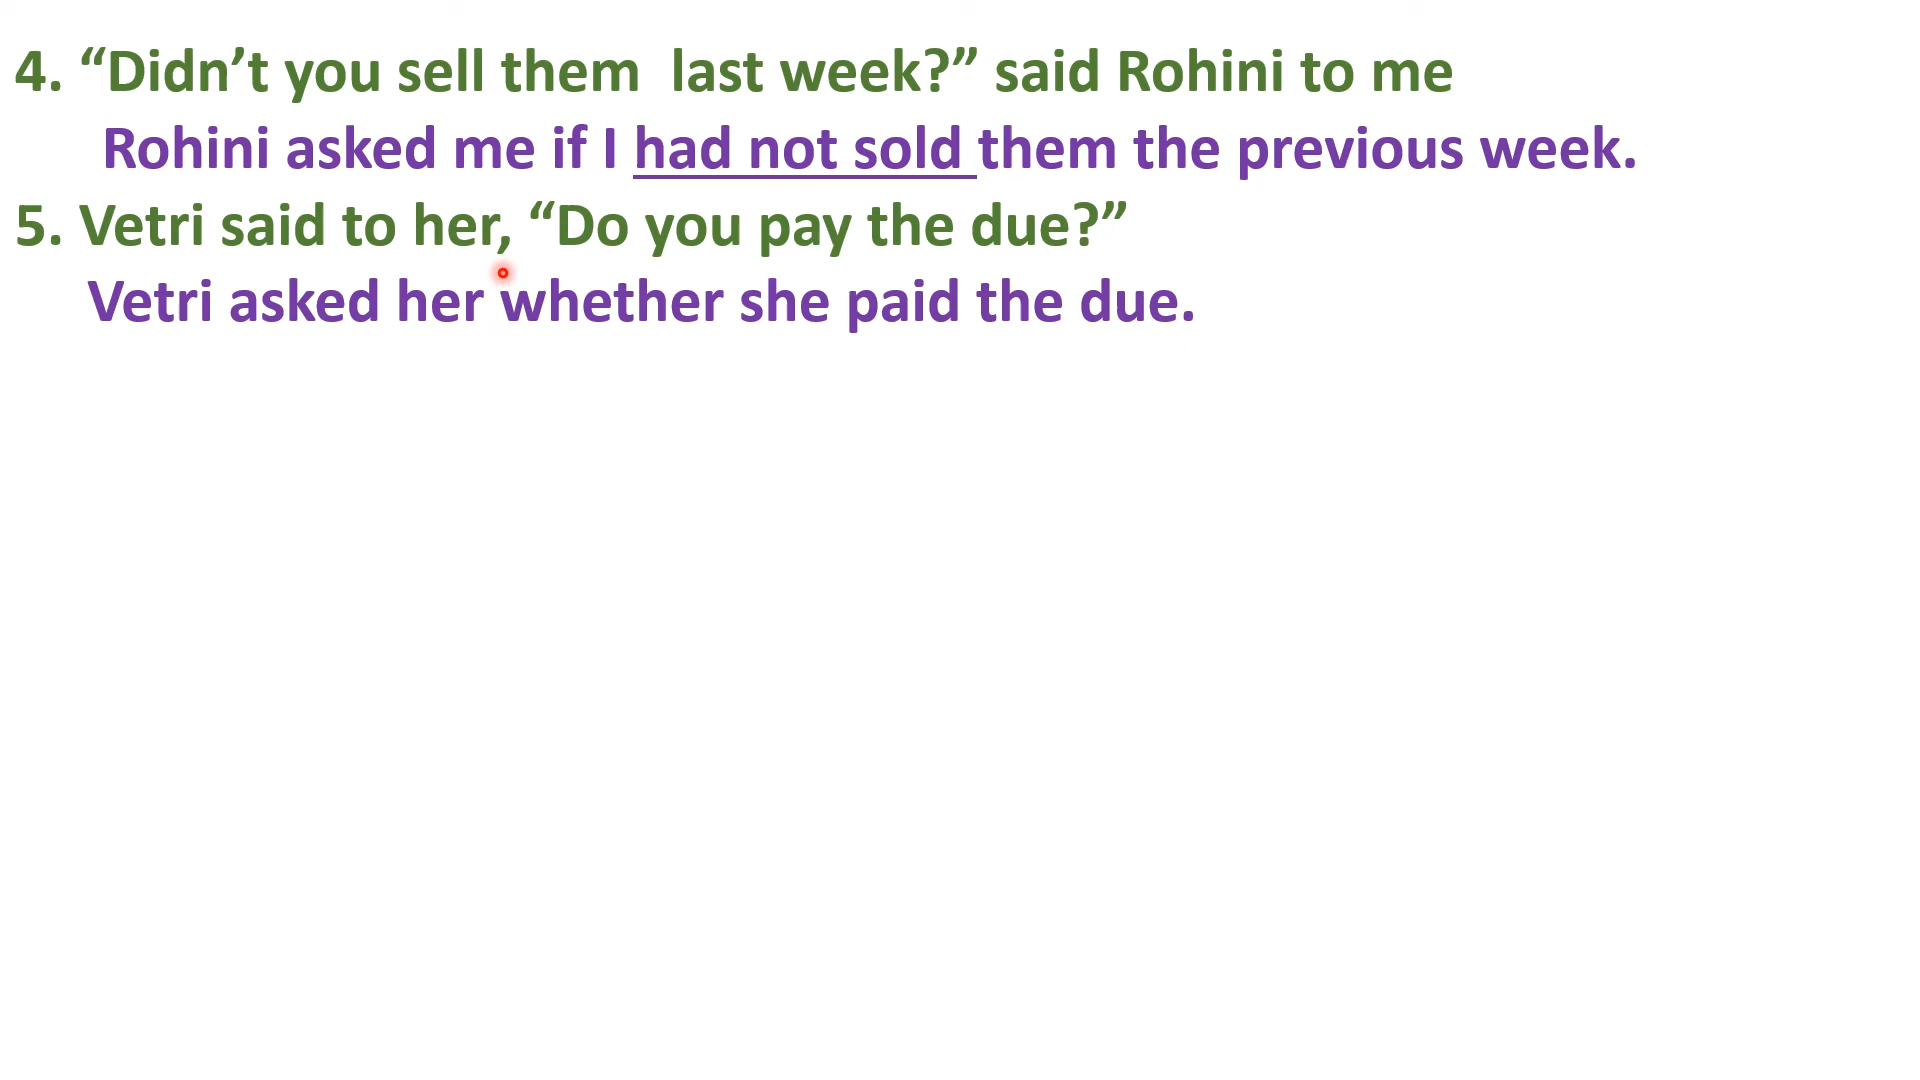 4. “Didn’t you sell them  last week?” said Rohini to me
Rohini asked me if I had not sold them the previous week.
5. Vetri said to her, “Do you pay the due?”
Vetri asked her whether she paid the due.